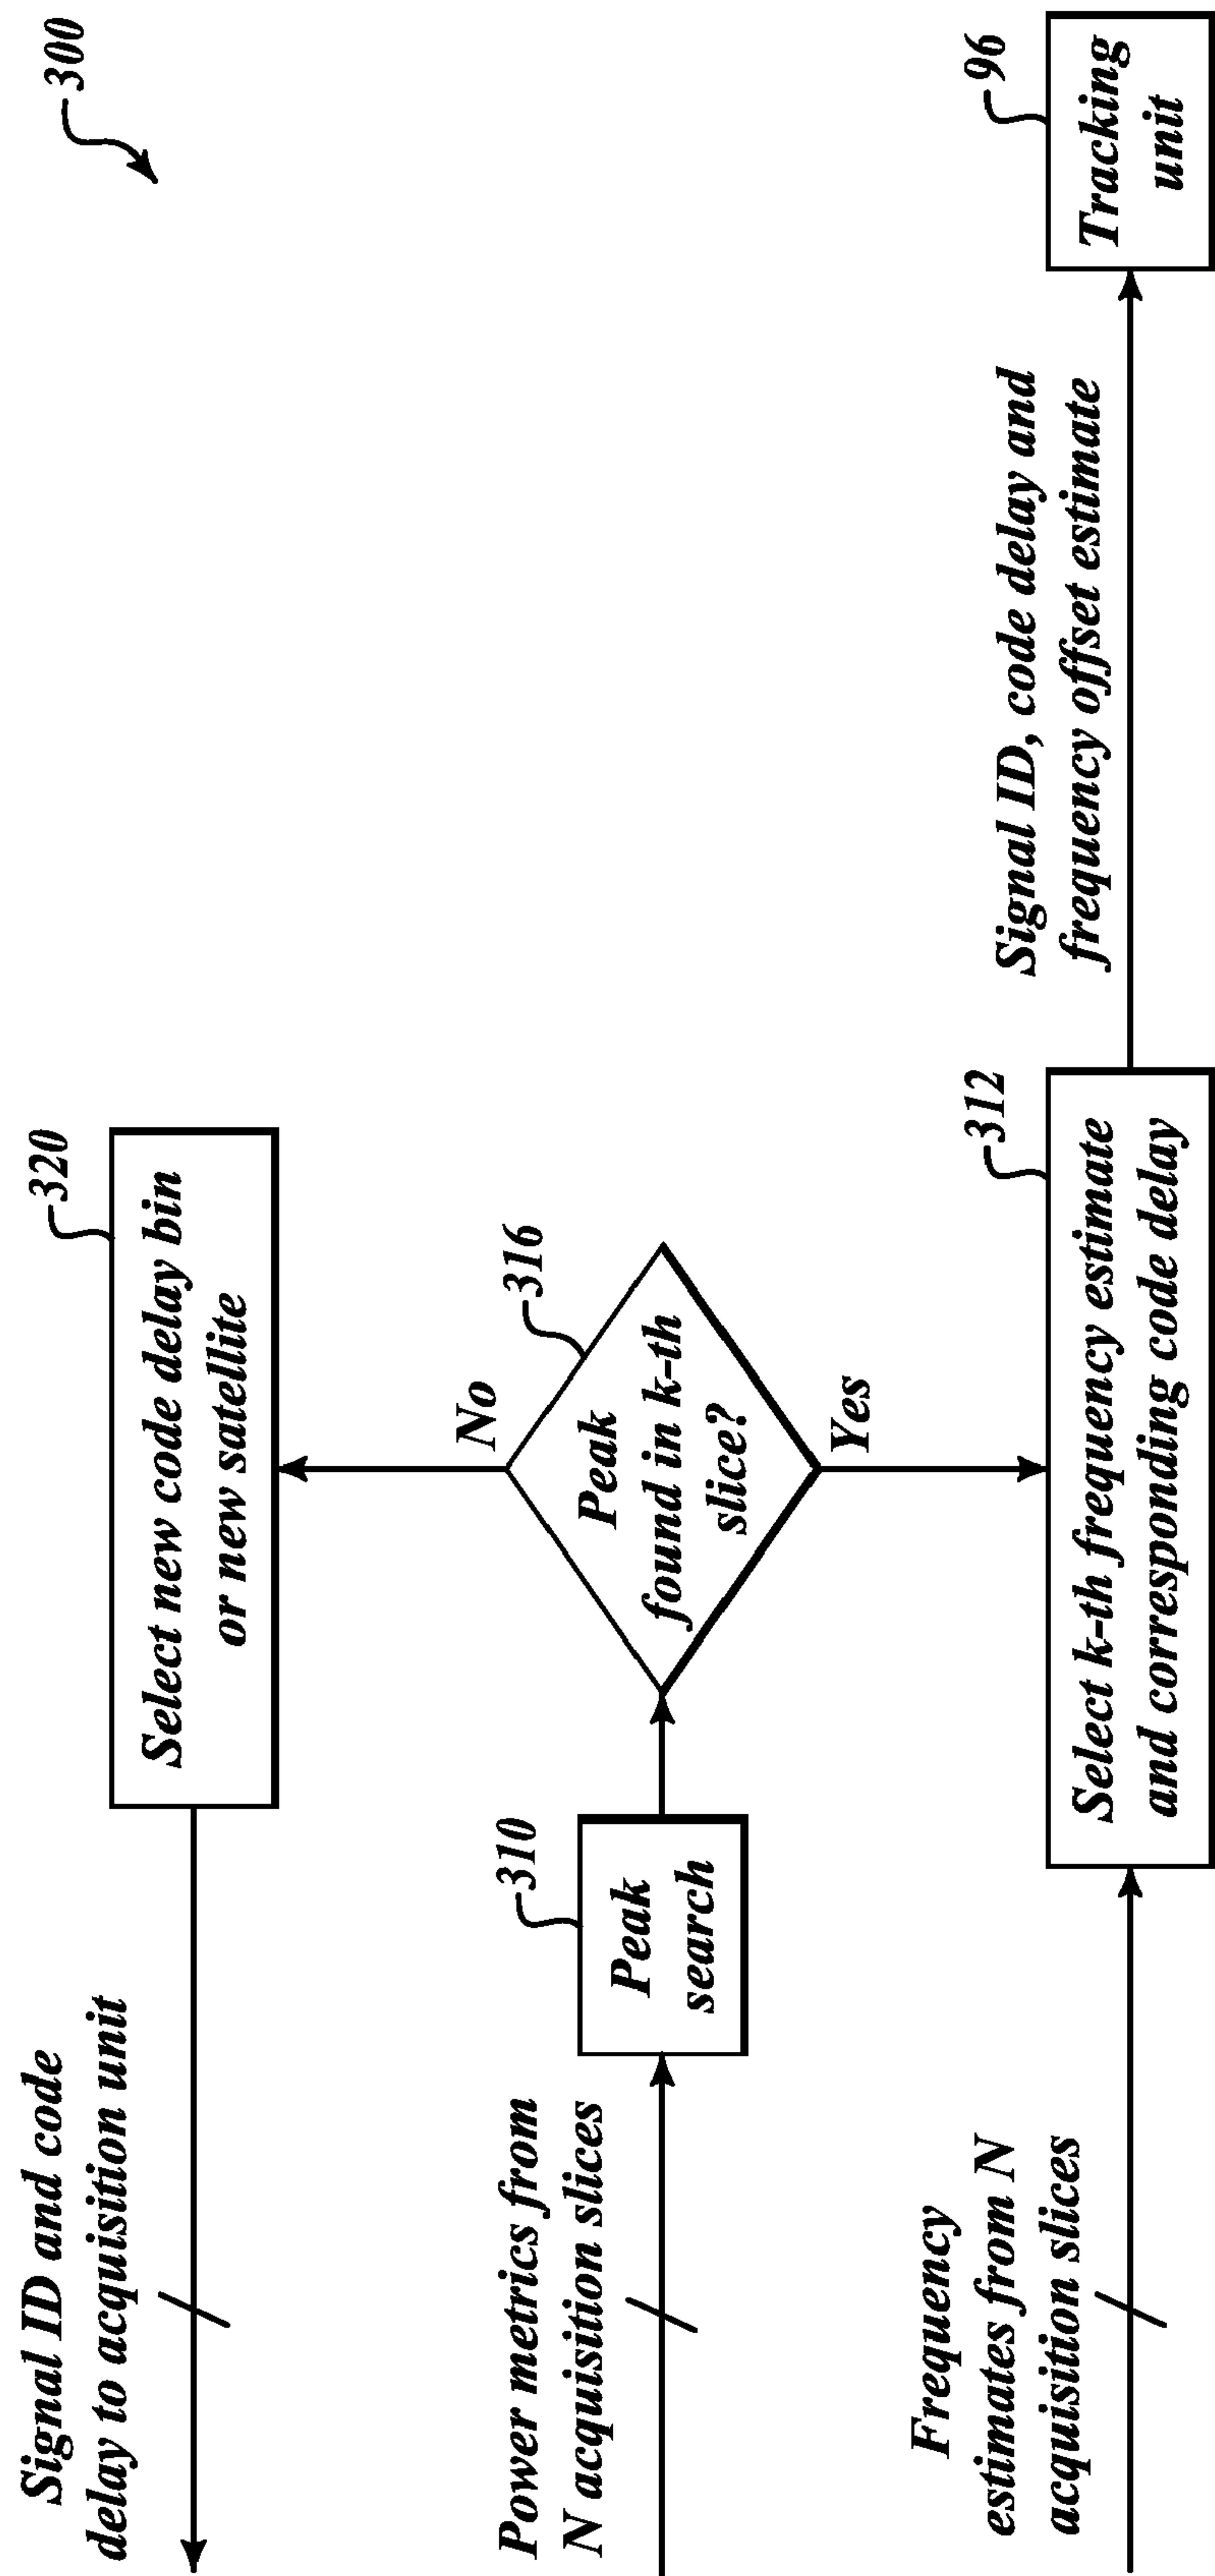 300
Signal ID and code
delay to acquisition unit
320
Select new code delay bin
or new satellite
No
Power metrics from
N acquisition slices
310
Peak
search
316
Peak
found in k-th
slice?
Yes
Frequency
estimates from N
acquisition slices
312
Select k-th frequency estimate
and corresponding code delay
Signal ID, code delay and
frequency offset estimate
96
Tracking
unit